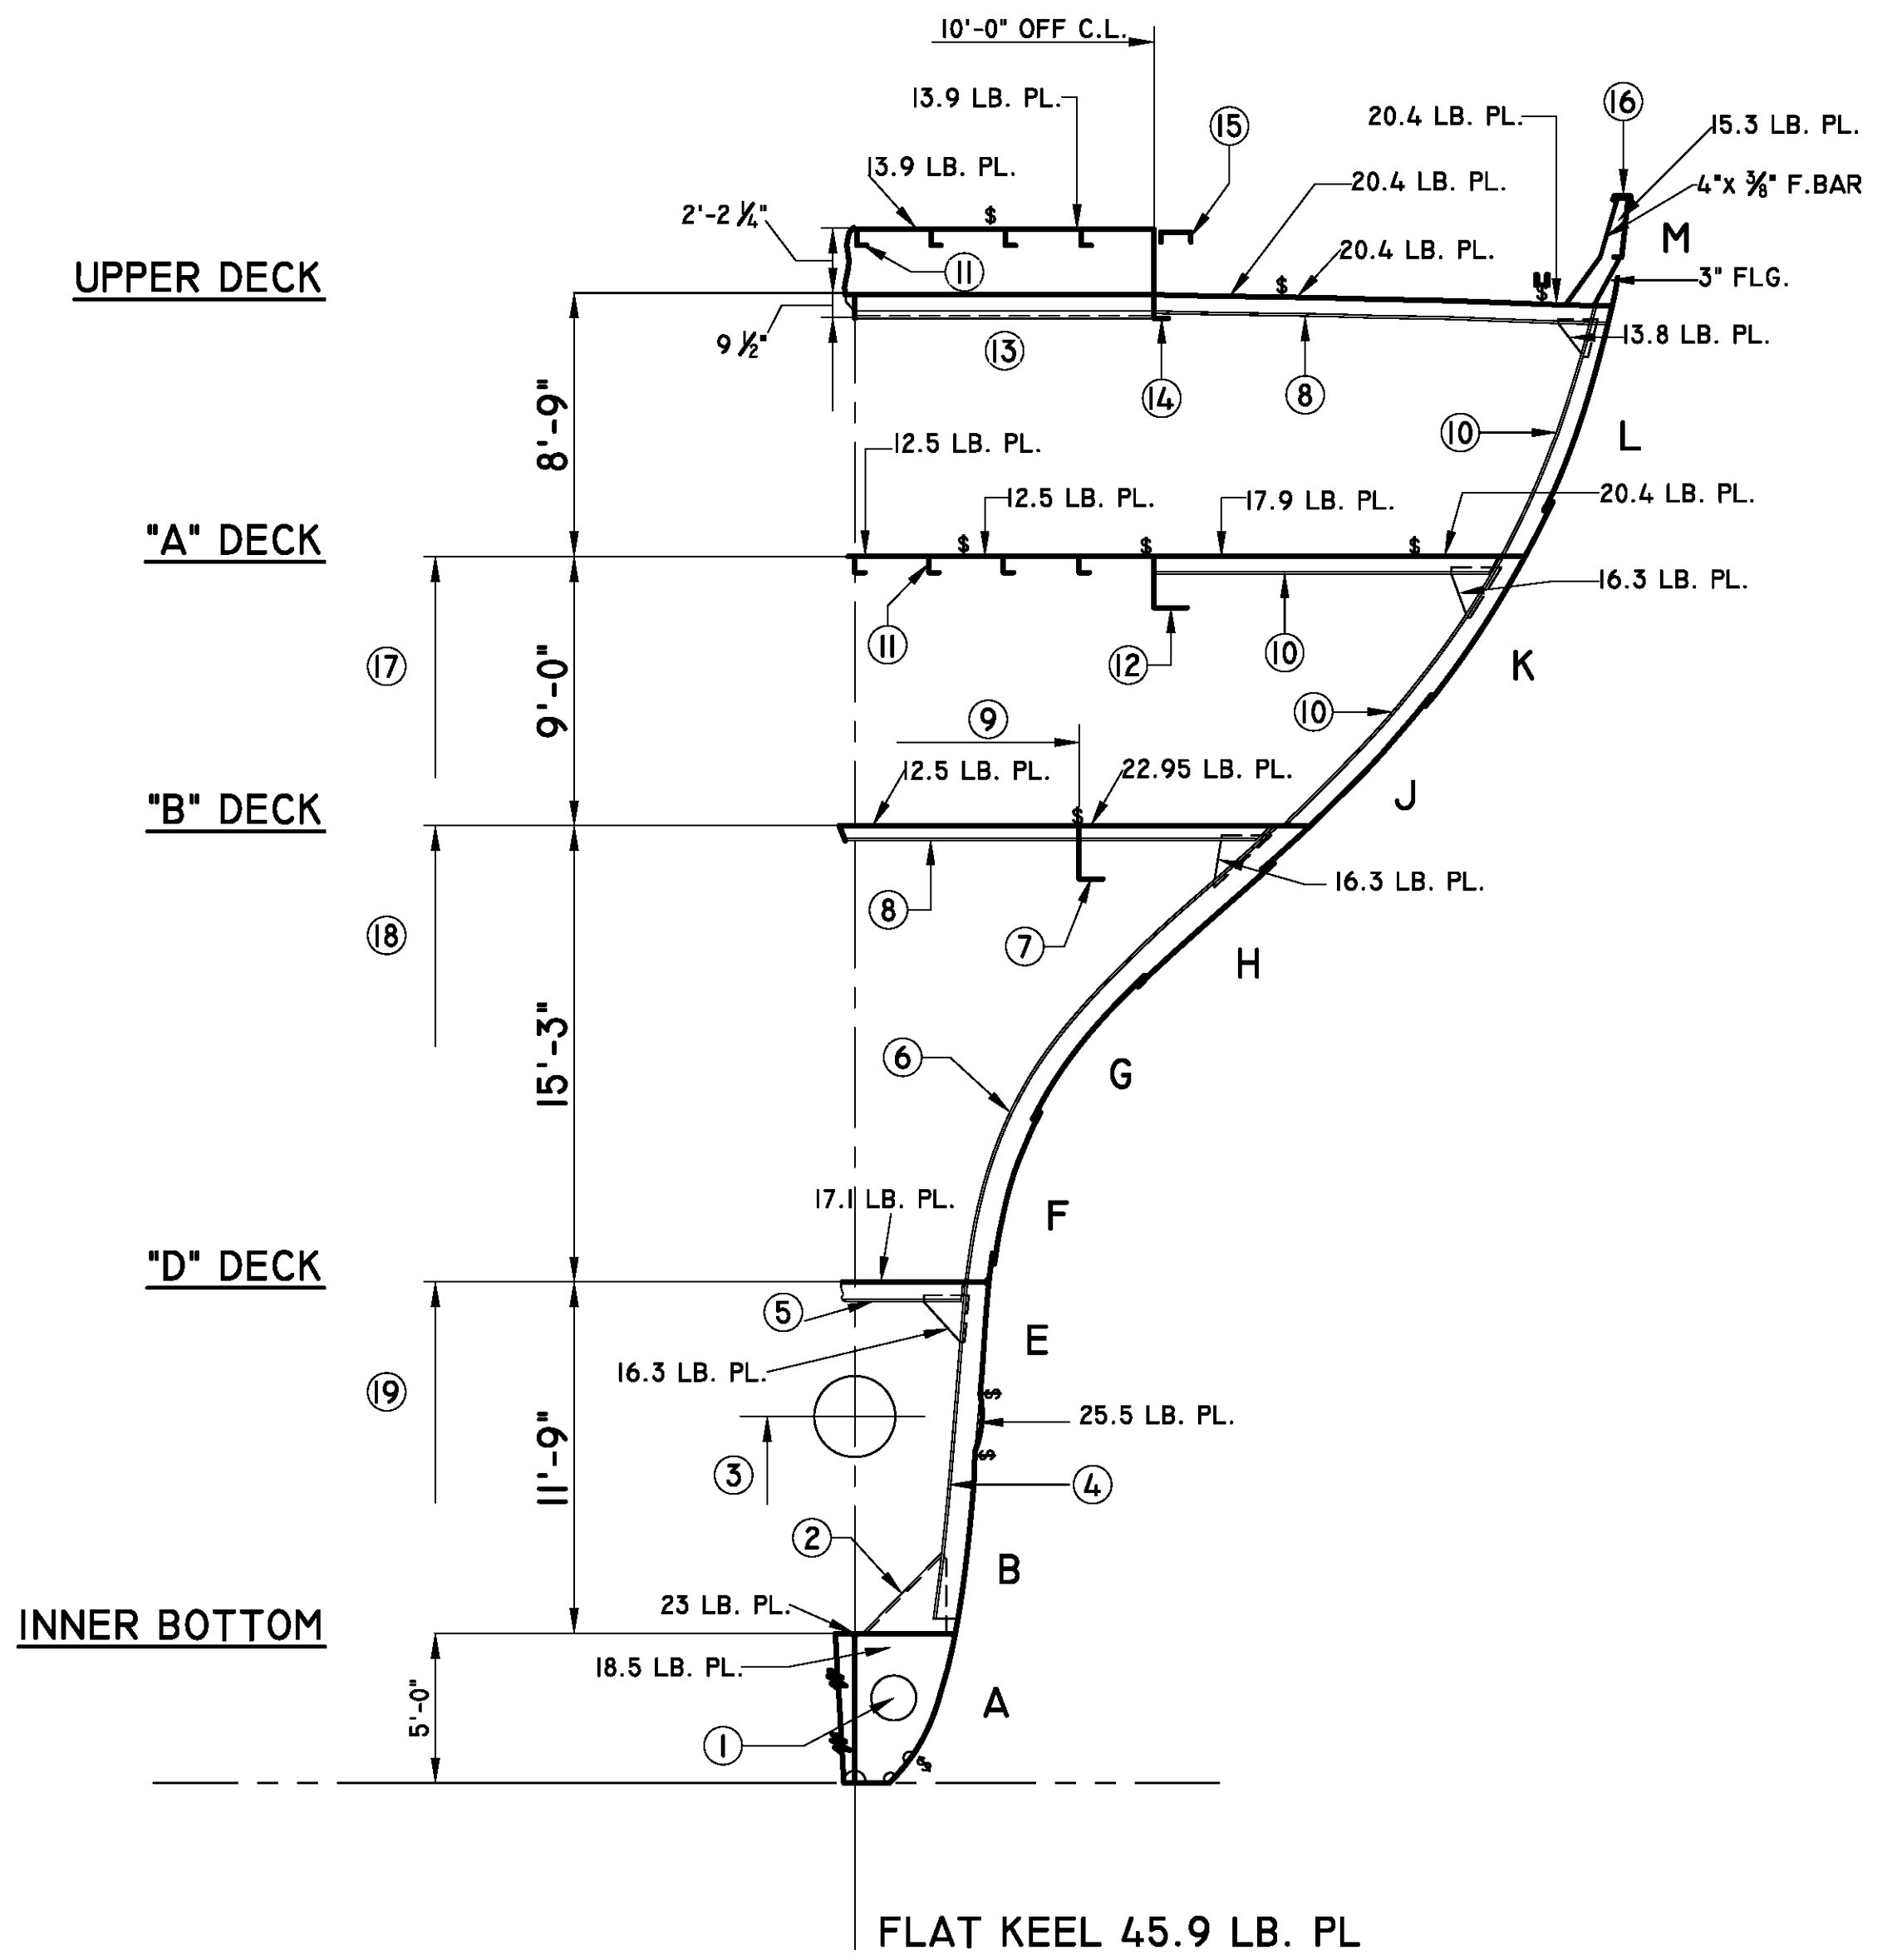 10'-0" OFF C.L.
13.9 LB. PL.
16
20.4 LB. PL.
15
15.3 LB. PL.
13.9 LB. PL.
20.4 LB. PL.
4"x 3/8" F.BAR
2'-2 1/4"
$
M
20.4 LB. PL.
11
UPPER DECK
3" FLG.
$
$
9 1/2"
13
13.8 LB. PL.
14
8
8'-9"
10
L
12.5 LB. PL.
12.5 LB. PL.
17.9 LB. PL.
20.4 LB. PL.
"A" DECK
$
$
$
16.3 LB. PL.
11
12
10
17
K
9'-0"
9
10
12.5 LB. PL.
22.95 LB. PL.
J
"B" DECK
$
16.3 LB. PL.
8
18
7
H
15'-3"
6
G
17.1 LB. PL.
F
"D" DECK
5
E
16.3 LB. PL.
19
$
25.5 LB. PL.
$
11'-9"
3
4
2
B
23 LB. PL.
INNER BOTTOM
18.5 LB. PL.
A
5'-0"
1
$
FLAT KEEL 45.9 LB. PL